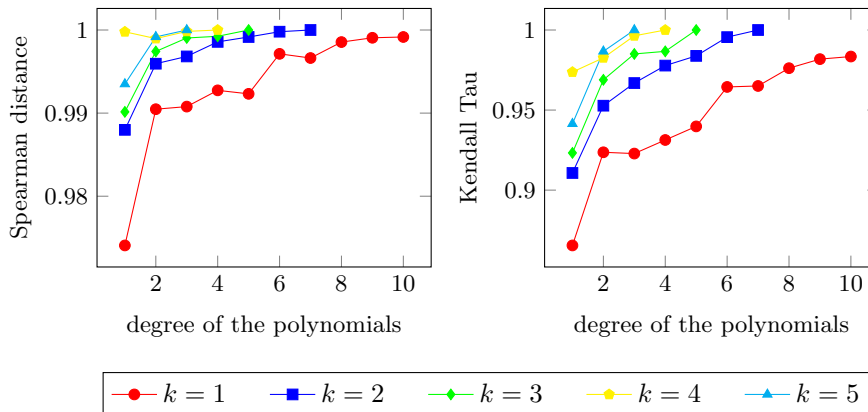 1
0.99
0.98
Spearman distance
2 4 6 8 10
degree of the polynomials
1
0.95
0.9
Kendall Tau
2 4 6 8 10
degree of the polynomials
k = 1 k = 2 k = 3 k = 4 k = 5